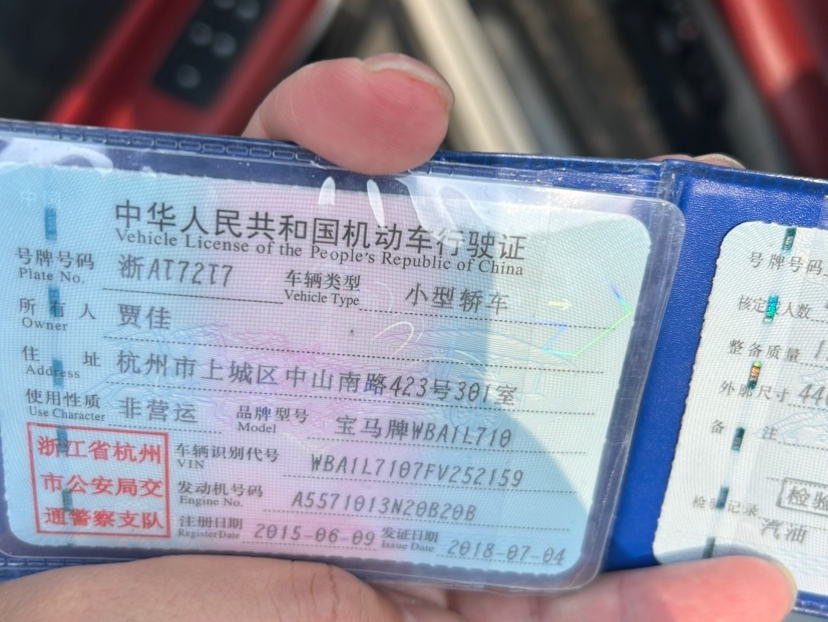 中华人民共和国机动车行驶证
Vehicle License of the People's Republic of China
号牌号码 浙AT72T7 车辆类型 小型轿车
Plate No. Vehicle Type
所有人 贾佳
Owner
住址 杭州市上城区中山南路423号301室
Address
使用性质 非营运 品牌型号 宝马牌WBA1L710
Use Character Model
浙江省杭州
市公安局交
通警察支队
车辆识别代号 WBA1L7107FV252159
VIN
发动机号码 A5571013N20B20B
Engine No.
注册日期 2015-06-09 发证日期 2018-07-04
Register Date Issue Date
号牌号码
核定载人数
整备质量
外廓尺寸 440
备注
检验记录
检验
汽油